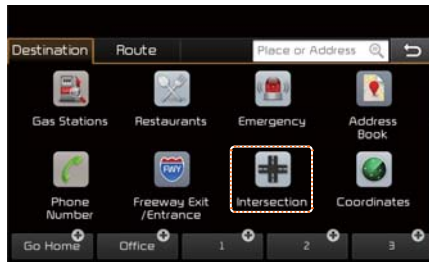 Destination Route Place or Address
Gas Stations Restaurants Emergency Address
Book
FWY
Phone Freeway Exit Intersection Coordinates
Number /Entrance
Go Home Office 1 2 3